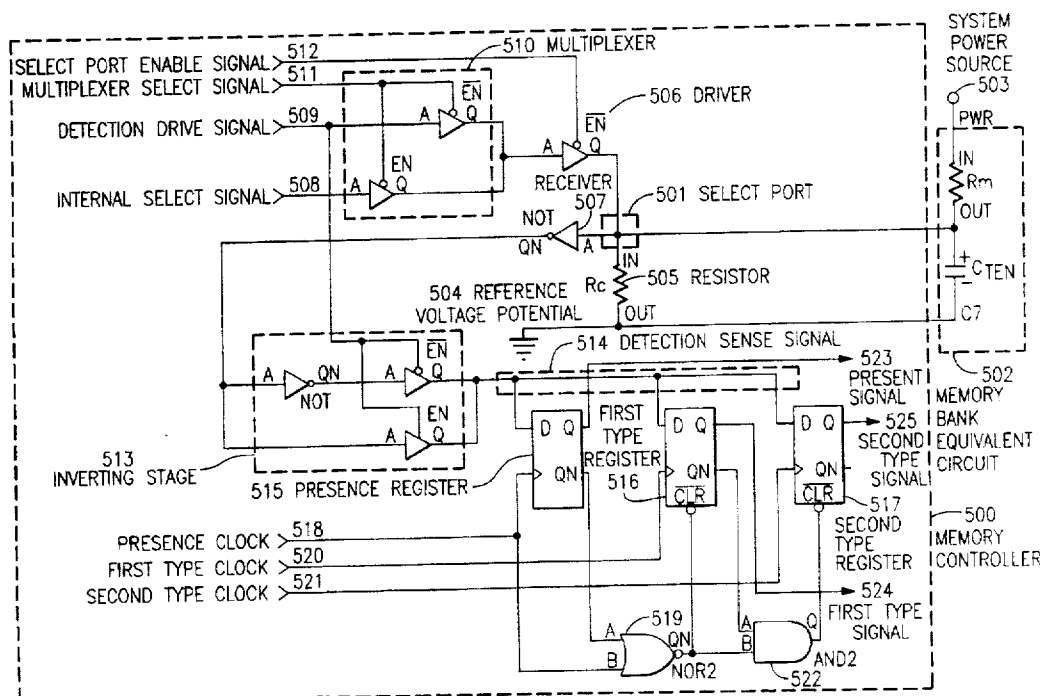 SYSTEM
POWER
SOURCE
503
PWR
510 MULTIPLEXER
512
SELECT PORT ENABLE SIGNAL
511
MULTIPLEXER SELECT SIGNAL
EN
A Q
509
DETECTION DRIVE SIGNAL
EN
506 DRIVER
EN
A Q
A Q
508
INTERNAL SELECT SIGNAL
RECEIVER
507
501 SELECT PORT
NOT
QN A
IN
Rm
OUT
+
CTEN
-
C7
IN
Rc
505 RESISTOR
OUT
504 REFERENCE
VOLTAGE POTENTIAL
514 DETECTION SENSE SIGNAL
523
PRESENT
SIGNAL
502
MEMORY
BANK
EQUIVALENT
CIRCUIT
EN
A QN A Q
NOT
EN
A Q
513
INVERTING STAGE
D Q
QN
515 PRESENCE REGISTER
FIRST
TYPE
REGISTER
516
D Q
QN
CLR
D Q
QN
CLR
525
SECOND
TYPE
SIGNAL
517
SECOND
TYPE
REGISTER
500
MEMORY
CONTROLLER
518
PRESENCE CLOCK
520
FIRST TYPE CLOCK
521
SECOND TYPE CLOCK
524
FIRST TYPE
SIGNAL
519
A
B
QN
NOR2
A
B
Q
AND2
522